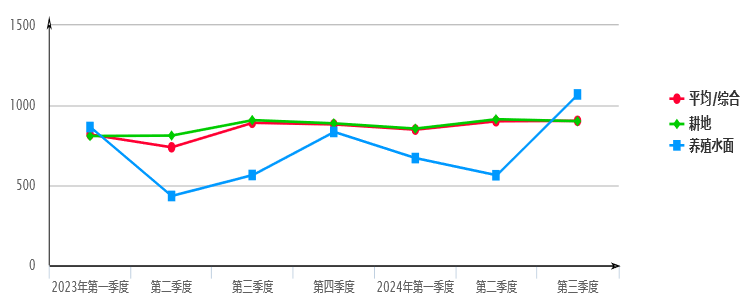 1500
1000
500
0
2023年第一季度 第二季度 第三季度 第四季度 2024年第一季度 第二季度 第三季度
平均/综合
耕地
养殖水面